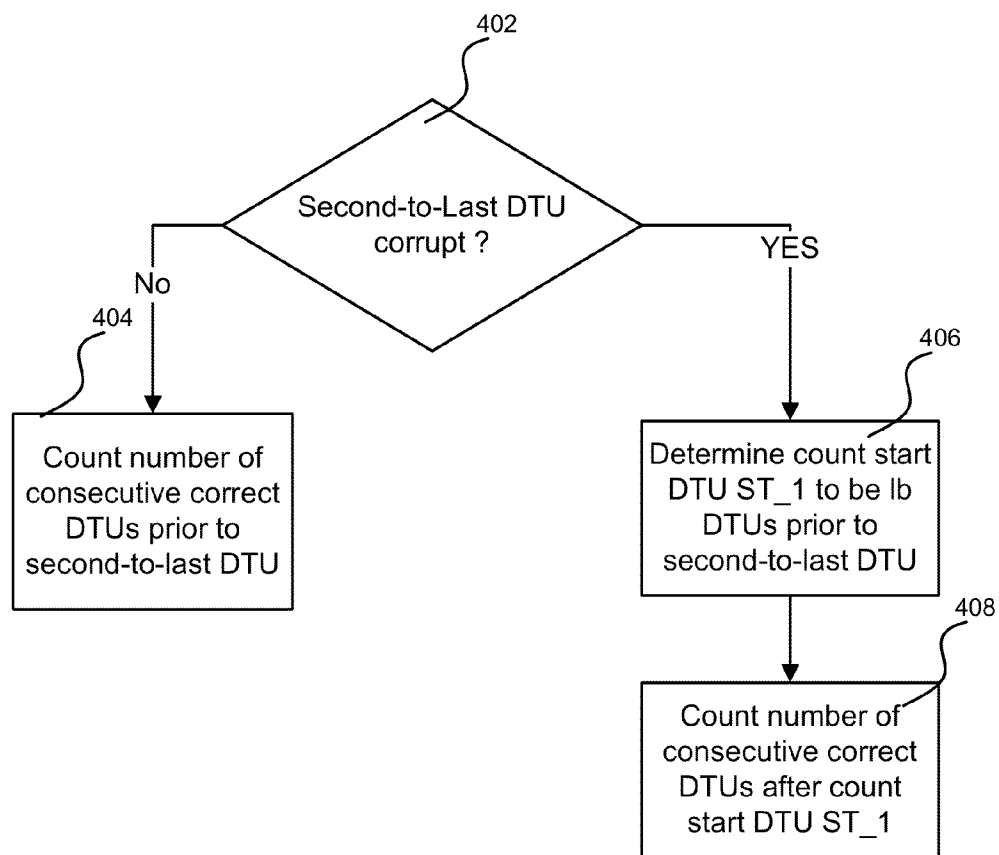 402
Second-to-Last DTU
corrupt ?
No
YES
404
Count number of
consecutive correct
DTUs prior to
second-to-last DTU
406
Determine count start
DTU ST_1 to be lb
DTUs prior to
second-to-last DTU
408
Count number of
consecutive correct
DTUs after count
start DTU ST_1